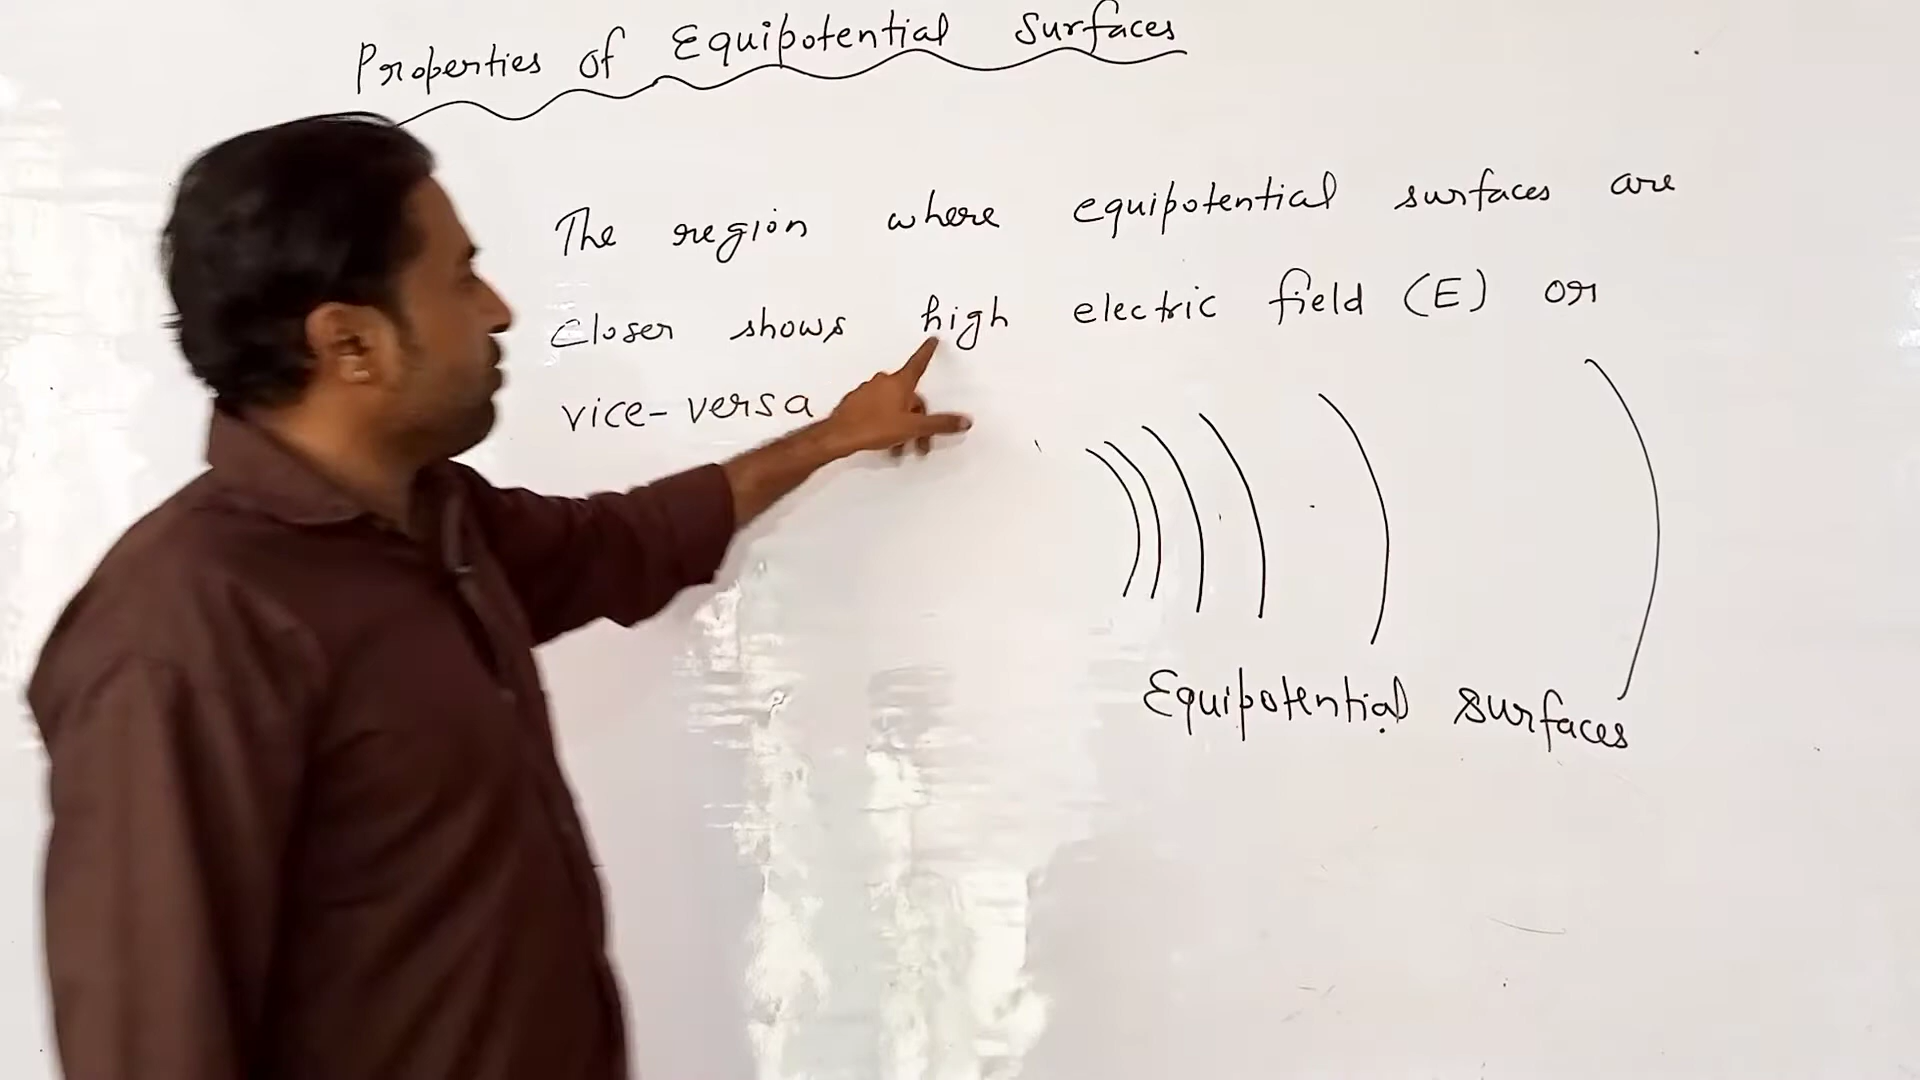 Properties of Equipotential Surfaces
The region where equipotential surfaces are
closer shows high electric field (E) or
vice-versa
Equipotential surfaces